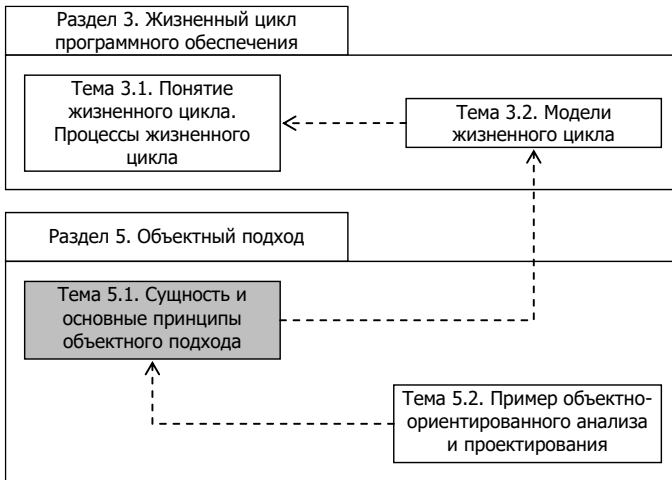 Раздел 3. Жизненный цикл
программного обеспечения
Тема 3.1. Понятие
жизненного цикла.
Процессы жизненного
цикла
Тема 3.2. Модели
жизненного цикла
Раздел 5. Объектный подход
Тема 5.1. Сущность и
основные принципы
объектного подхода
Тема 5.2. Пример объектно-
ориентированного анализа
и проектирования